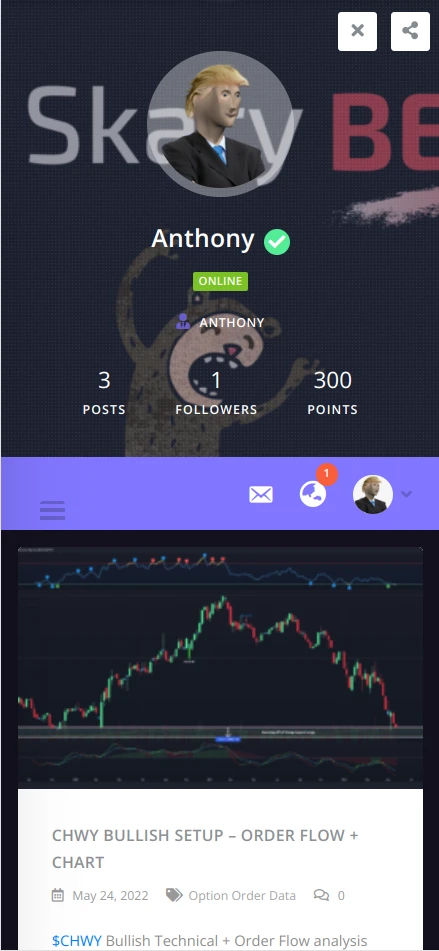 Skary BE
Anthony
ONLINE
ANTHONY
3 1 300
POSTS FOLLOWERS POINTS
1
CHWY BULLISH SETUP – ORDER FLOW +
CHART
May 24, 2022 Option Order Data 0
$CHWY Bullish Technical + Order Flow analysis